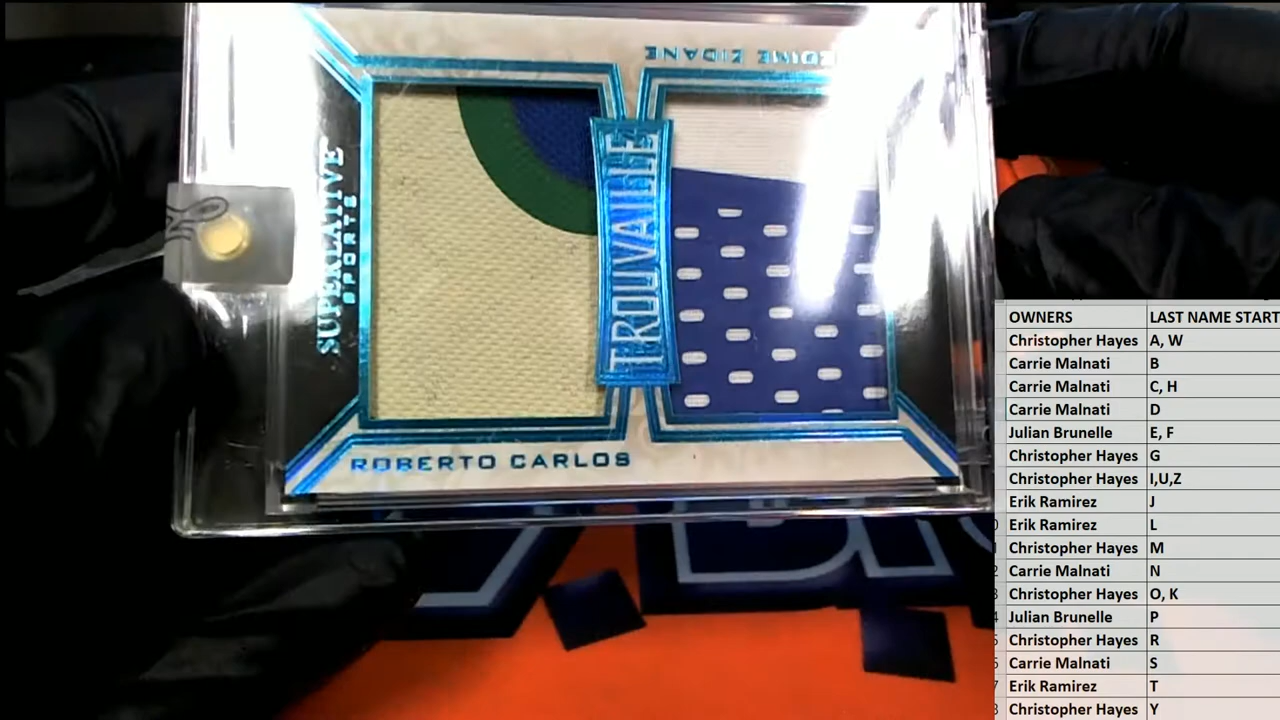 ZIDANE
SUPERLATIVE
SPORTS
TROUVAILLE
ROBERTO CARLOS
OWNERS LAST NAME START
Christopher Hayes A, W
Carrie Malnati B
Carrie Malnati C, H
Carrie Malnati D
Julian Brunelle E, F
Christopher Hayes G
Christopher Hayes I,U,Z
Erik Ramirez J
Erik Ramirez L
Christopher Hayes M
Carrie Malnati N
Christopher Hayes O, K
Julian Brunelle P
Christopher Hayes R
Carrie Malnati S
Erik Ramirez T
Christopher Hayes Y